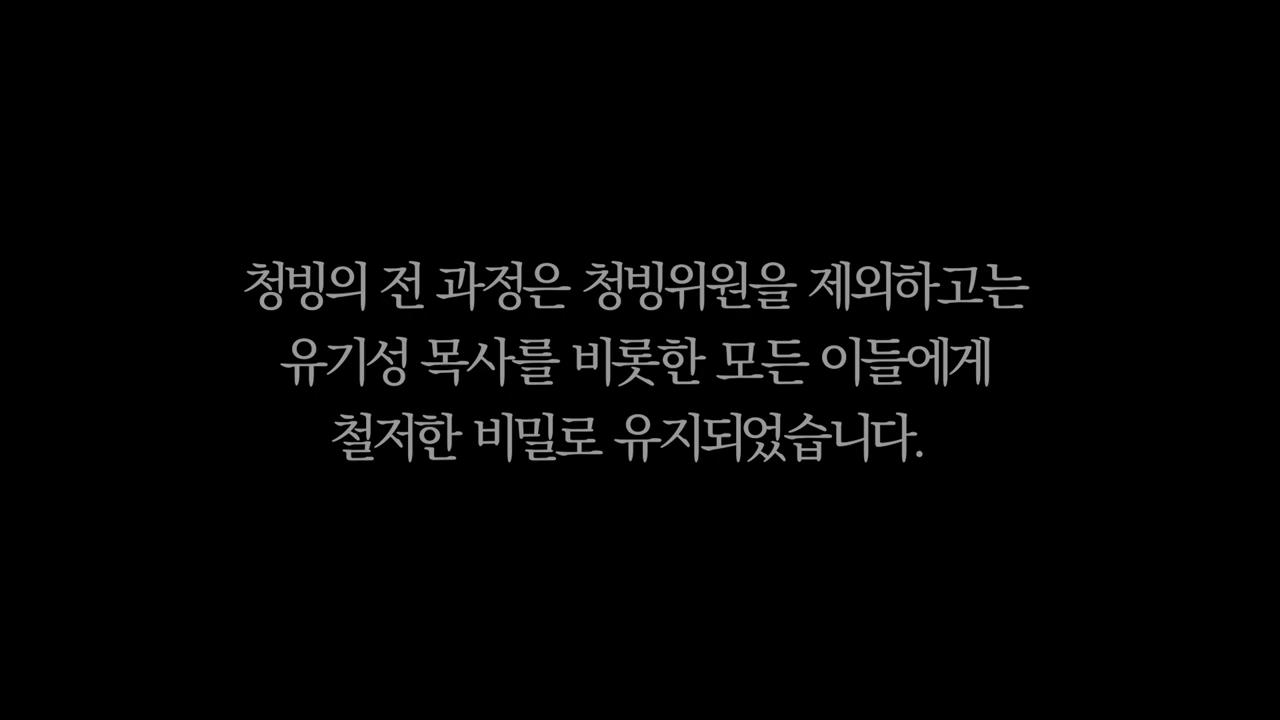 청빙의 전 과정은 청빙위원을 제외하고는
유기성 목사를 비롯한 모든 이들에게
철저한 비밀로 유지되었습니다.